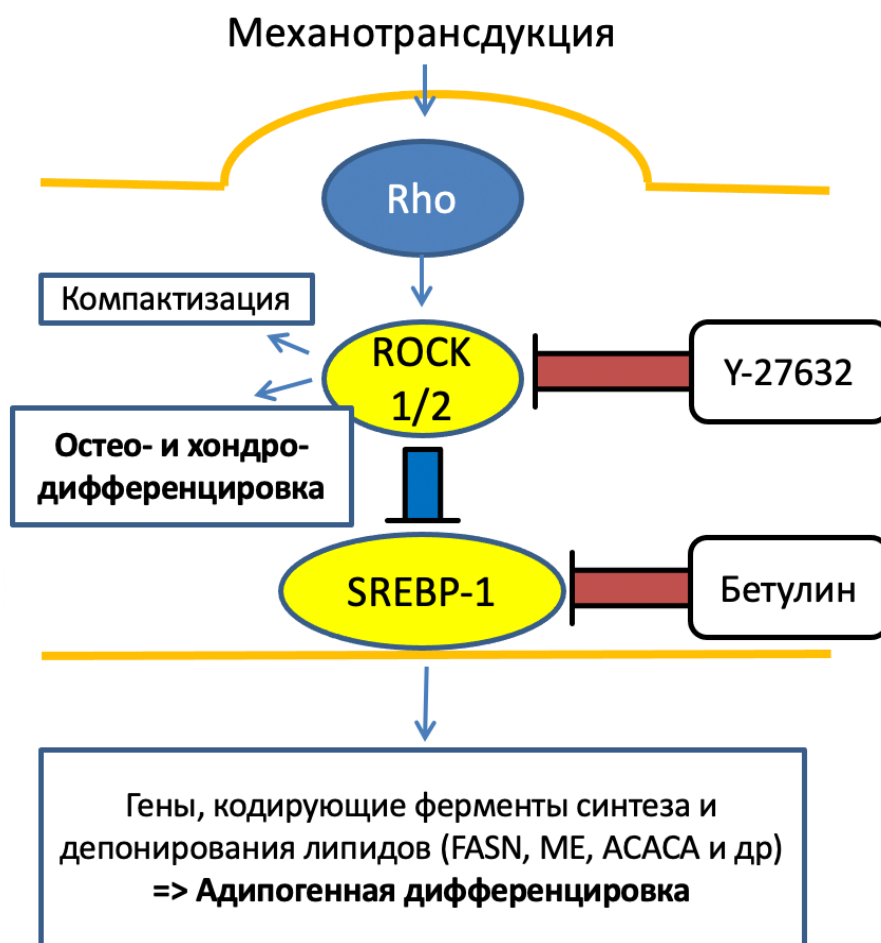 Механотрансдукция
Rho
Компактизация
ROCK
1/2
Y-27632
Остео- и хондро-
дифференцировка
SREBP-1
Бетулин
Гены, кодирующие ферменты синтеза и
депонирования липидов (FASN, ME, ACACA и др)
=> Адипогенная дифференцировка